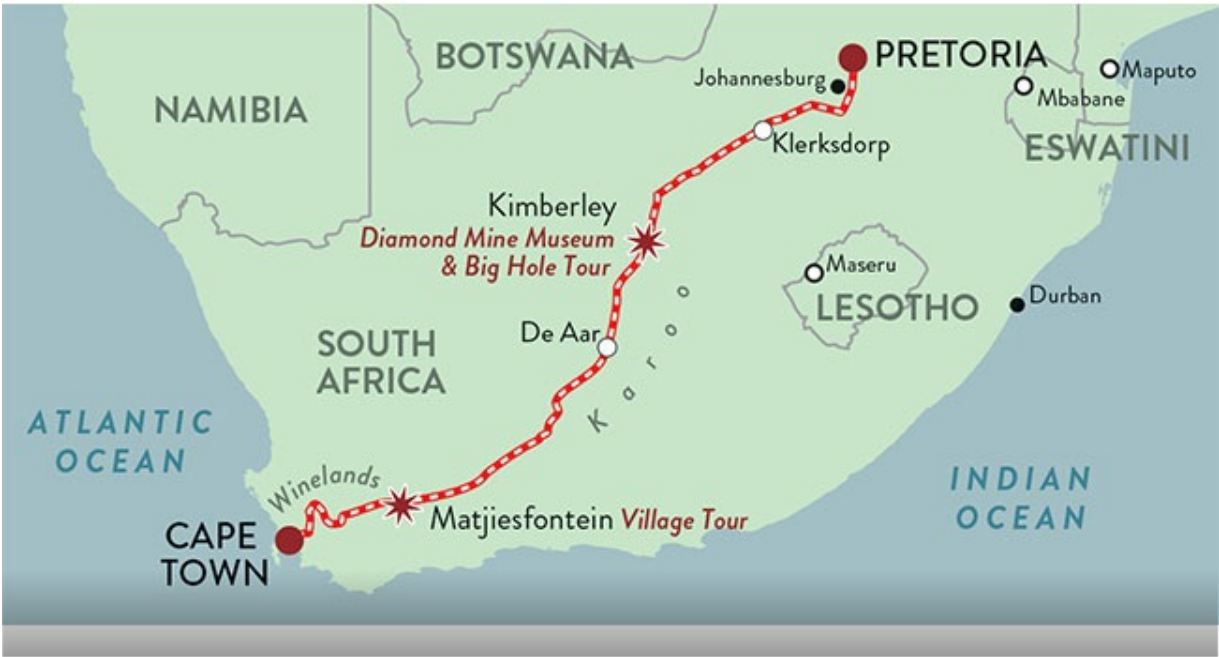 BOTSWANA
PRETORIA
Johannesburg
Maputo
Mbabane
NAMIBIA
Klerksdorp
ESWATINI
Kimberley
Diamond Mine Museum
& Big Hole Tour
Maseru
LESOTHO
Durban
De Aar
SOUTH
AFRICA
Karoo
ATLANTIC
OCEAN
Winelands
INDIAN
OCEAN
Matjiesfontein Village Tour
CAPE
TOWN